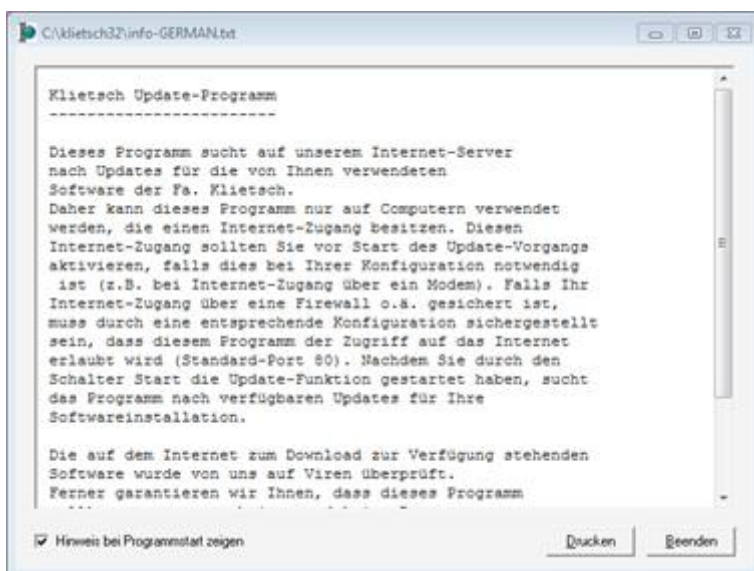 C:\klietsch32\info-GERMAN.txt
Klietsch Update-Programm
------------------------
Dieses Programm sucht auf unserem Internet-Server
nach Updates für die von Ihnen verwendeten
Software der Fa. Klietsch.
Daher kann dieses Programm nur auf Computern verwendet
werden, die einen Internet-Zugang besitzen. Diesen
Internet-Zugang sollten Sie vor Start des Update-Vorgangs
aktivieren, falls dies bei Ihrer Konfiguration notwendig
ist (z.B. bei Internet-Zugang über ein Modem). Falls Ihr
Internet-Zugang über eine Firewall o.ä. gesichert ist,
muss durch eine entsprechende Konfiguration sichergestellt
sein, dass diesem Programm der Zugriff auf das Internet
erlaubt wird (Standard-Port 80). Nachdem Sie durch den
Schalter Start die Update-Funktion gestartet haben, sucht
das Programm nach verfügbaren Updates für Ihre
Softwareinstallation.
Die auf dem Internet zum Download zur Verfügung stehenden
Software wurde von uns auf Viren überprüft.
Ferner garantieren wir Ihnen, dass dieses Programm
Hinweis bei Programmstart zeigen
Drucken
Beenden